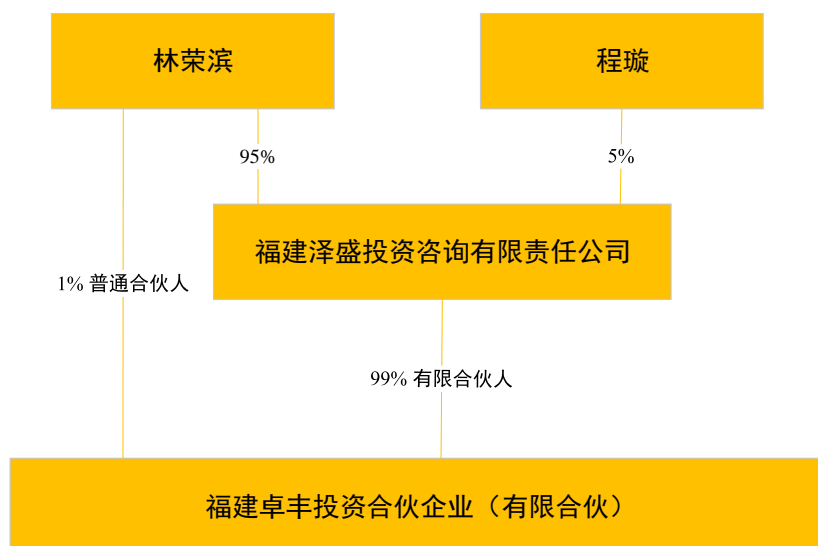 林荣滨
程璇
95%
5%
福建泽盛投资咨询有限责任公司
1% 普通合伙人
99% 有限合伙人
福建卓丰投资合伙企业（有限合伙）